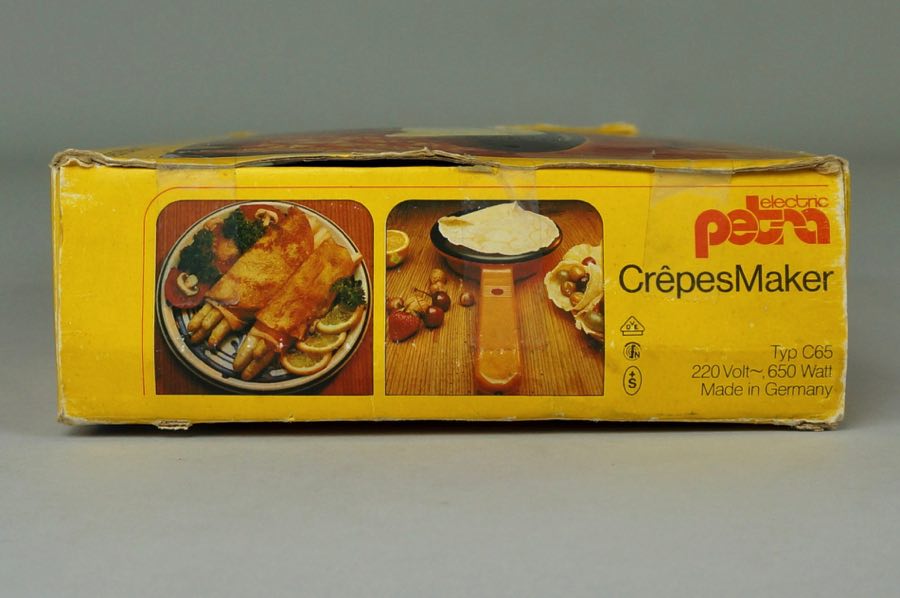 electric
petra
CrêpesMaker
Typ C65
220 Volt~, 650 Watt
Made in Germany